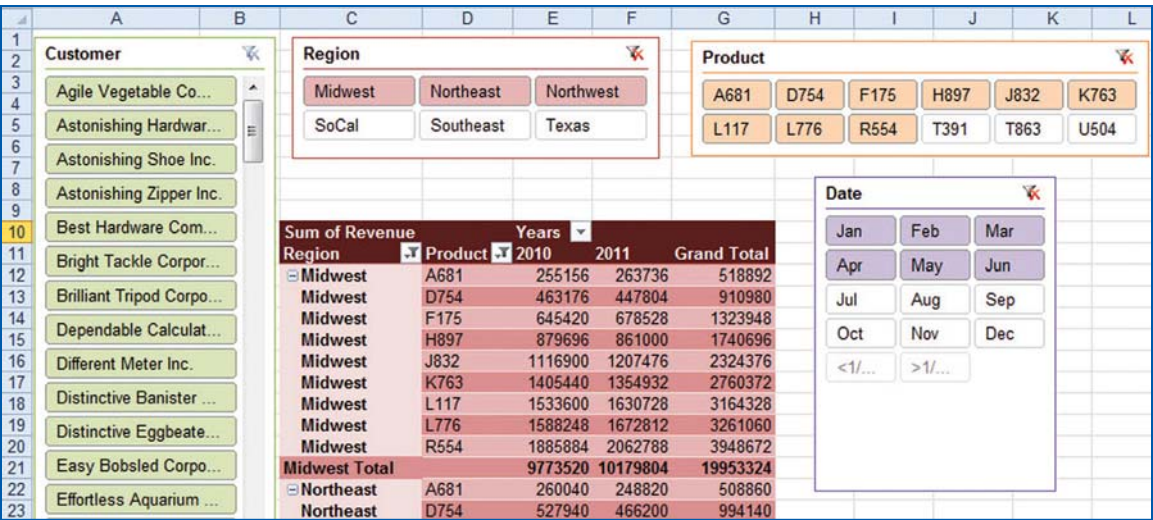 A B C D E F G H I J K L
1
2
3
4
5
6
7
8
9
10
11
12
13
14
15
16
17
18
19
20
21
22
23
Customer
Agile Vegetable Co...
Astonishing Hardwar...
Astonishing Shoe Inc.
Astonishing Zipper Inc.
Best Hardware Com...
Bright Tackle Corpor...
Brilliant Tripod Corpo...
Dependable Calculat...
Different Meter Inc.
Distinctive Banister ...
Distinctive Eggbeate...
Easy Bobsled Corpo...
Effortless Aquarium ...
Region
Midwest Northeast Northwest
SoCal Southeast Texas
Product
A681 D754 F175 H897 J832 K763
L117 L776 R554 T391 T863 U504
Date
Jan Feb Mar
Apr May Jun
Jul Aug Sep
Oct Nov Dec
<1/... >1/...
Sum of Revenue Years
Region Product 2010 2011 Grand Total
Midwest A681 255156 263736 518892
Midwest D754 463176 447804 910980
Midwest F175 645420 678528 1323948
Midwest H897 879696 861000 1740696
Midwest J832 1116900 1207476 2324376
Midwest K763 1405440 1354932 2760372
Midwest L117 1533600 1630728 3164328
Midwest L776 1588248 1672812 3261060
Midwest R554 1885884 2062788 3948672
Midwest Total 9773520 10179804 19953324
Northeast A681 260040 248820 508860
Northeast D754 527940 466200 994140